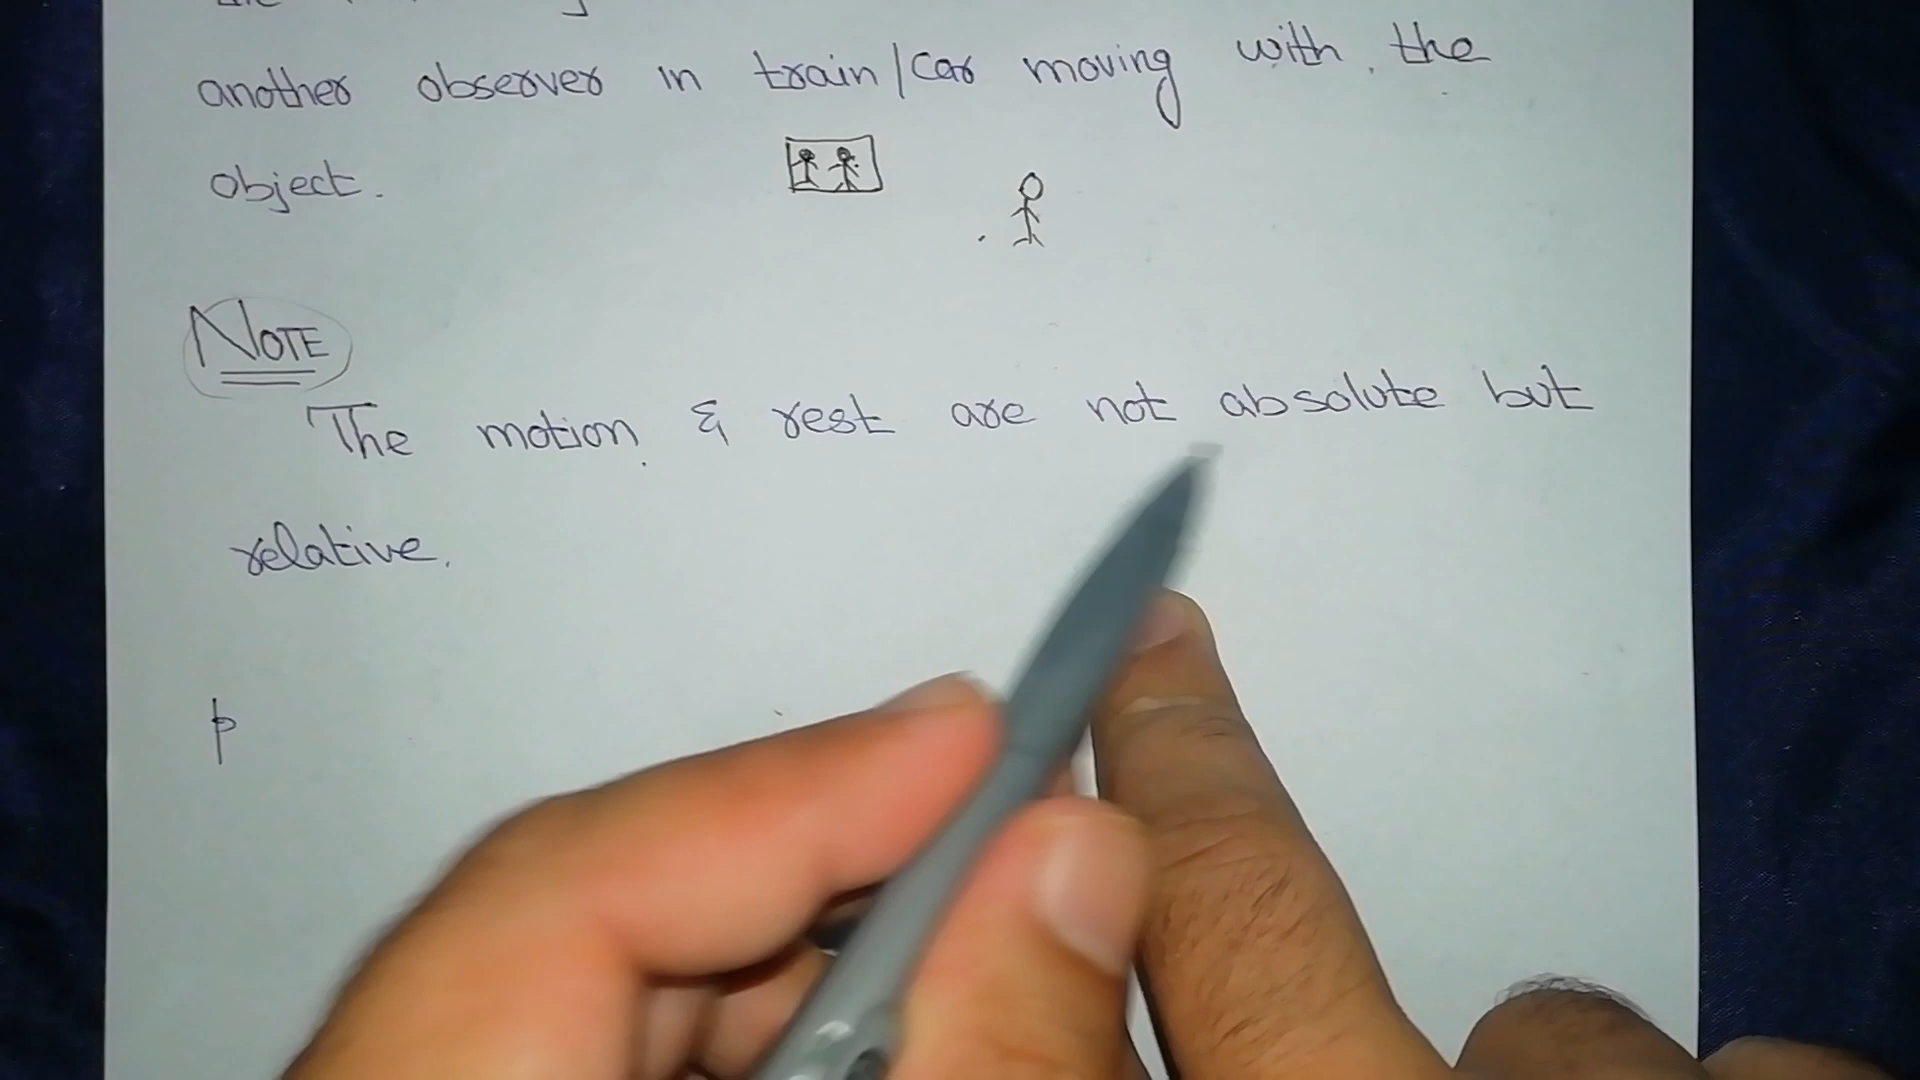 another observer in train/car moving with the
object.
NOTE
The motion & rest are not absolute but
relative.
p